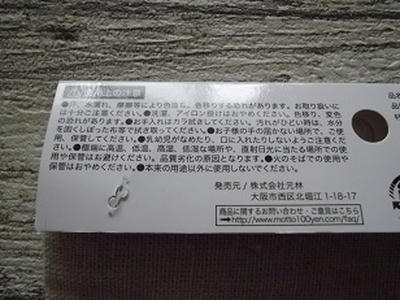 使用上の注意
●汗、水濡れ、摩擦等により色落ち、色移りする恐れがあります。お取り扱いに
は十分ご注意ください。●洗濯、アイロン掛けはおやめください。色移り、変色
の恐れがあります。●お手入れはカラ拭きしてください。汚れがひどい時は、水分
を固くしぼった布等で拭き取ってください。●お子様の手の届かない場所で、ご使
用、保管してください。●乳幼児がなめたり、口に入れたりしないようご注意くだ
さい。●極端に高温、低温、高湿、低湿な場所や、直射日光に当たる場所での使
用や保管はお避けください。品質劣化の原因となります。●火のそばでの使用や
保管はおやめください。●本来の用途以外に使用しないでください。
発売元 / 株式会社元林
大阪市西区北堀江 1-18-17
商品に関するお問い合わせ・ご意見はこちら
→http://www.motto100yen.com/faq/